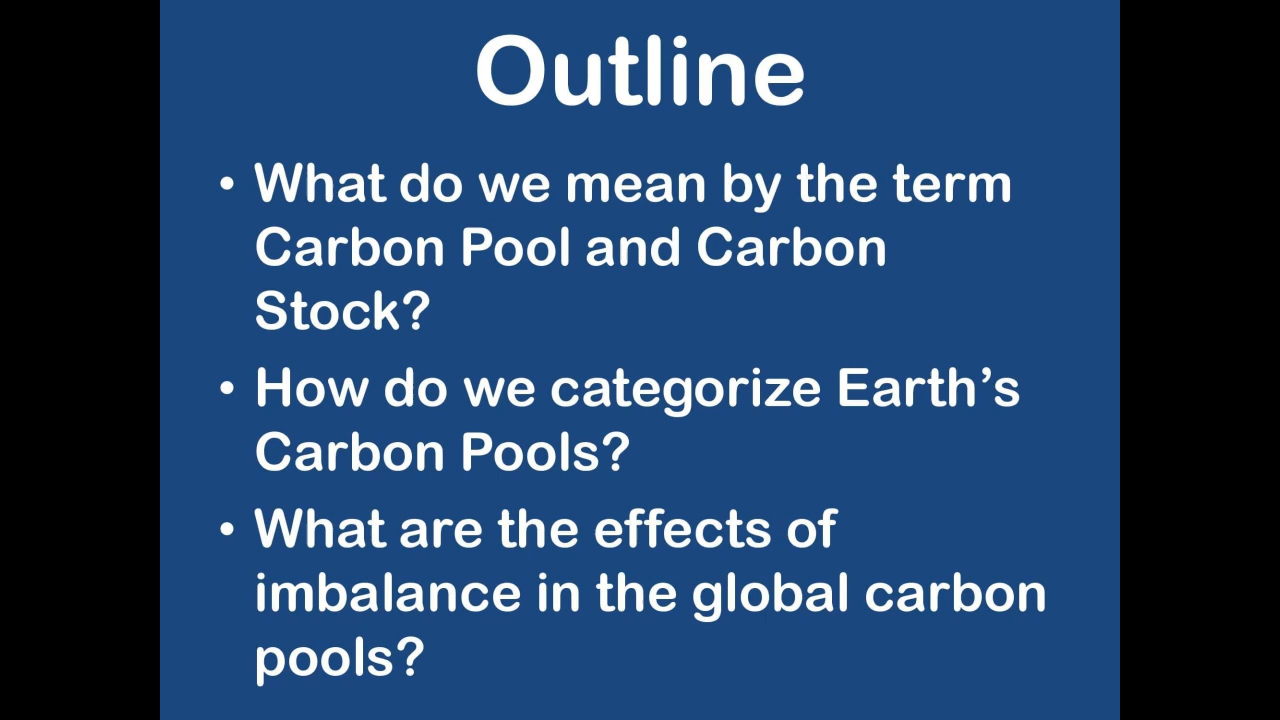 Outline
• What do we mean by the term
Carbon Pool and Carbon
Stock?
• How do we categorize Earth’s
Carbon Pools?
• What are the effects of
imbalance in the global carbon
pools?